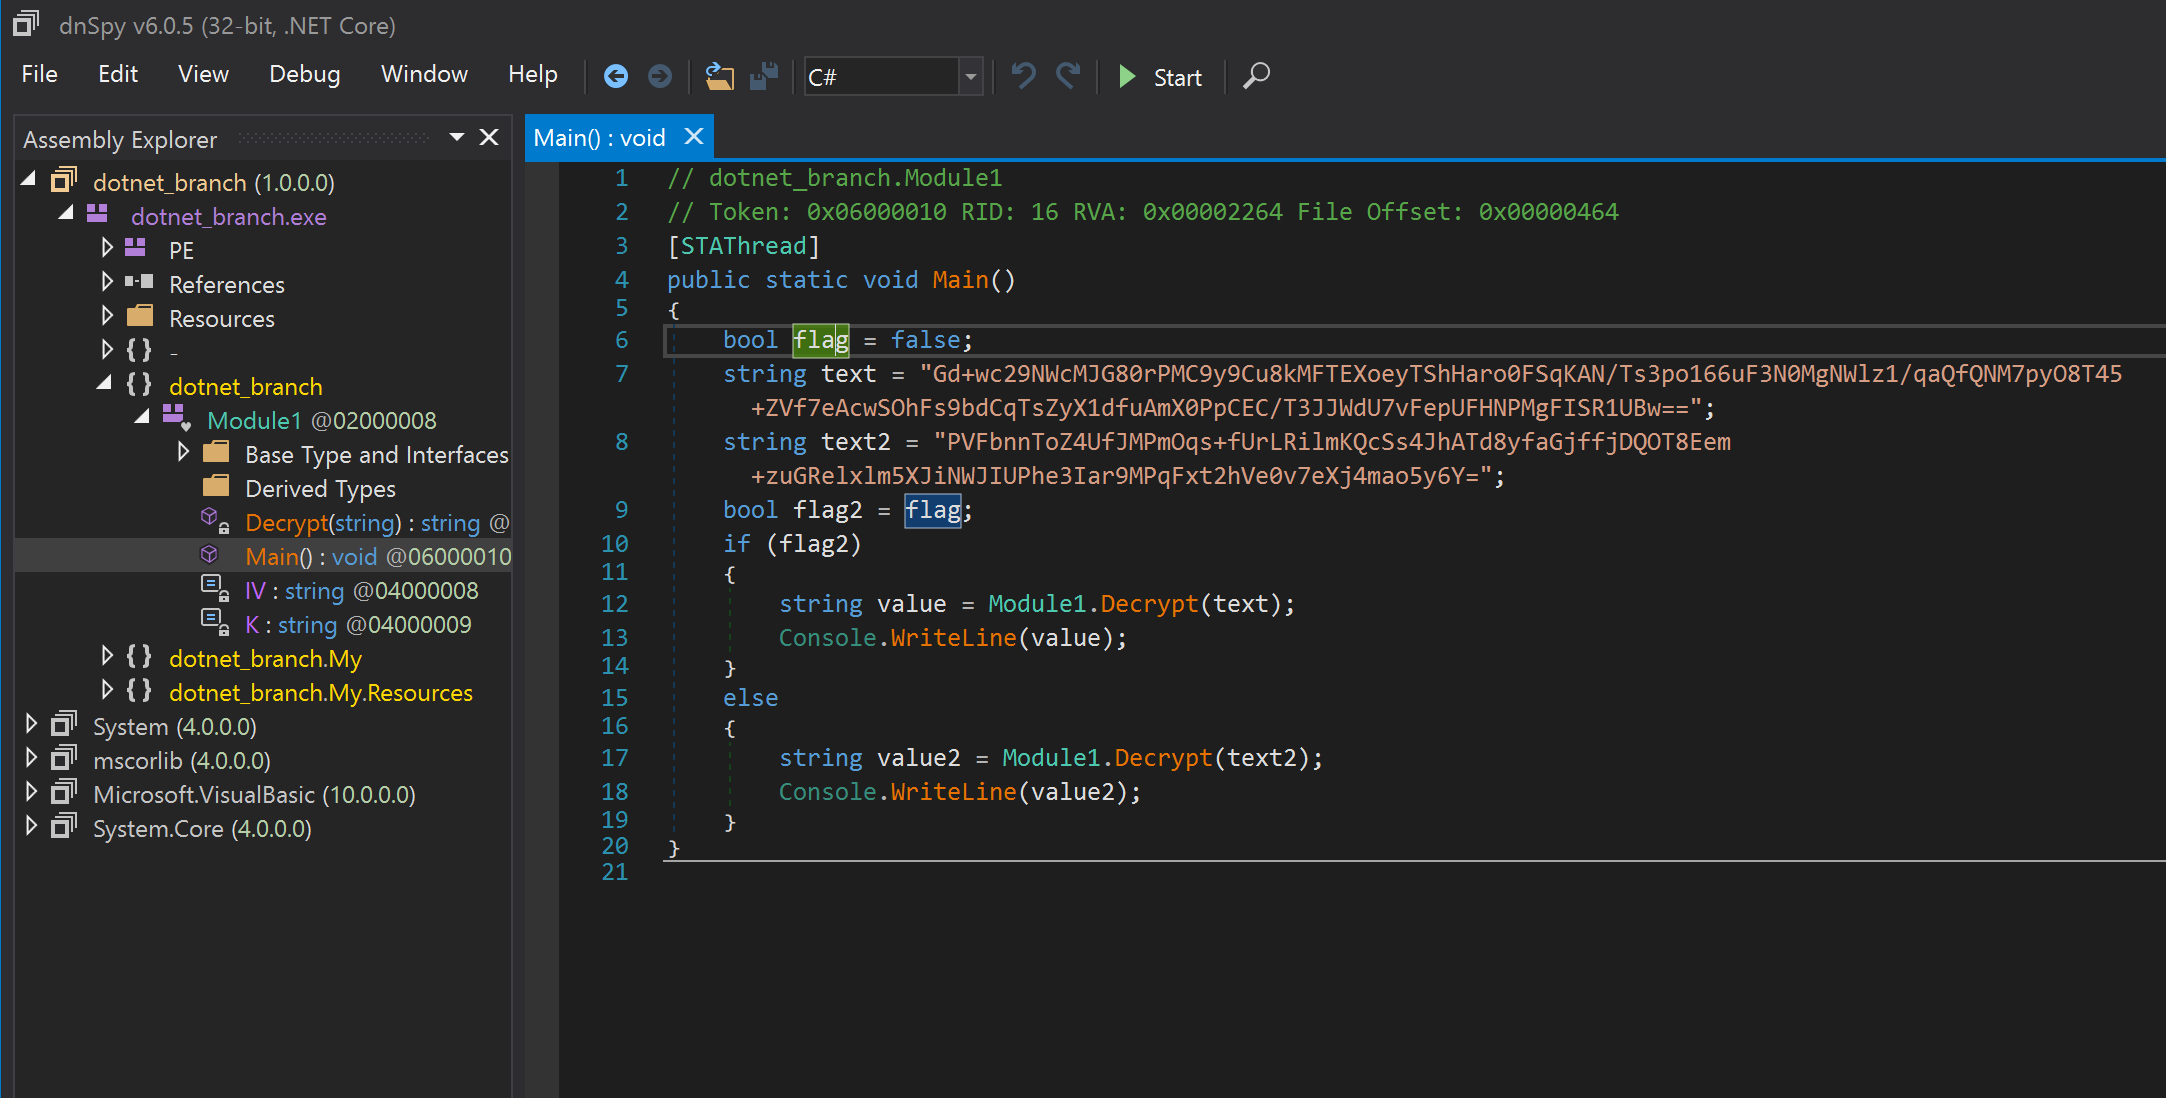 dnSpy v6.0.5 (32-bit, .NET Core)
File Edit View Debug Window Help C# Start
Assembly Explorer
dotnet_branch (1.0.0.0)
dotnet_branch.exe
PE
References
Resources
{ } -
{ } dotnet_branch
Module1 @02000008
Base Type and Interfaces
Derived Types
Decrypt(string) : string @
Main() : void @06000010
IV : string @04000008
K : string @04000009
{ } dotnet_branch.My
{ } dotnet_branch.My.Resources
System (4.0.0.0)
mscorlib (4.0.0.0)
Microsoft.VisualBasic (10.0.0.0)
System.Core (4.0.0.0)
Main() : void
1 // dotnet_branch.Module1
2 // Token: 0x06000010 RID: 16 RVA: 0x00002264 File Offset: 0x00000464
3 [STAThread]
4 public static void Main()
5 {
6 bool flag = false;
7 string text = "Gd+wc29NWcMJG80rPMC9y9Cu8kMFTEXoeyTShHaro0FSqKAN/Ts3po166uF3N0MgNWlz1/qaQfQNM7pyO8T45
+ZVf7eAcwSOhFs9bdCqTsZyX1dfuAmX0PpCEC/T3JJWdU7vFepUFHNPMgFISR1UBw==";
8 string text2 = "PVFbnnToZ4UfJMPmOqs+fUrLRilmKQcSs4JhATd8yfaGjffjDQOT8Eem
+zuGRelxlm5XJiNWJIUPhe3Iar9MPqFxt2hVe0v7eXj4mao5y6Y=";
9 bool flag2 = flag;
10 if (flag2)
11 {
12 string value = Module1.Decrypt(text);
13 Console.WriteLine(value);
14 }
15 else
16 {
17 string value2 = Module1.Decrypt(text2);
18 Console.WriteLine(value2);
19 }
20 }
21